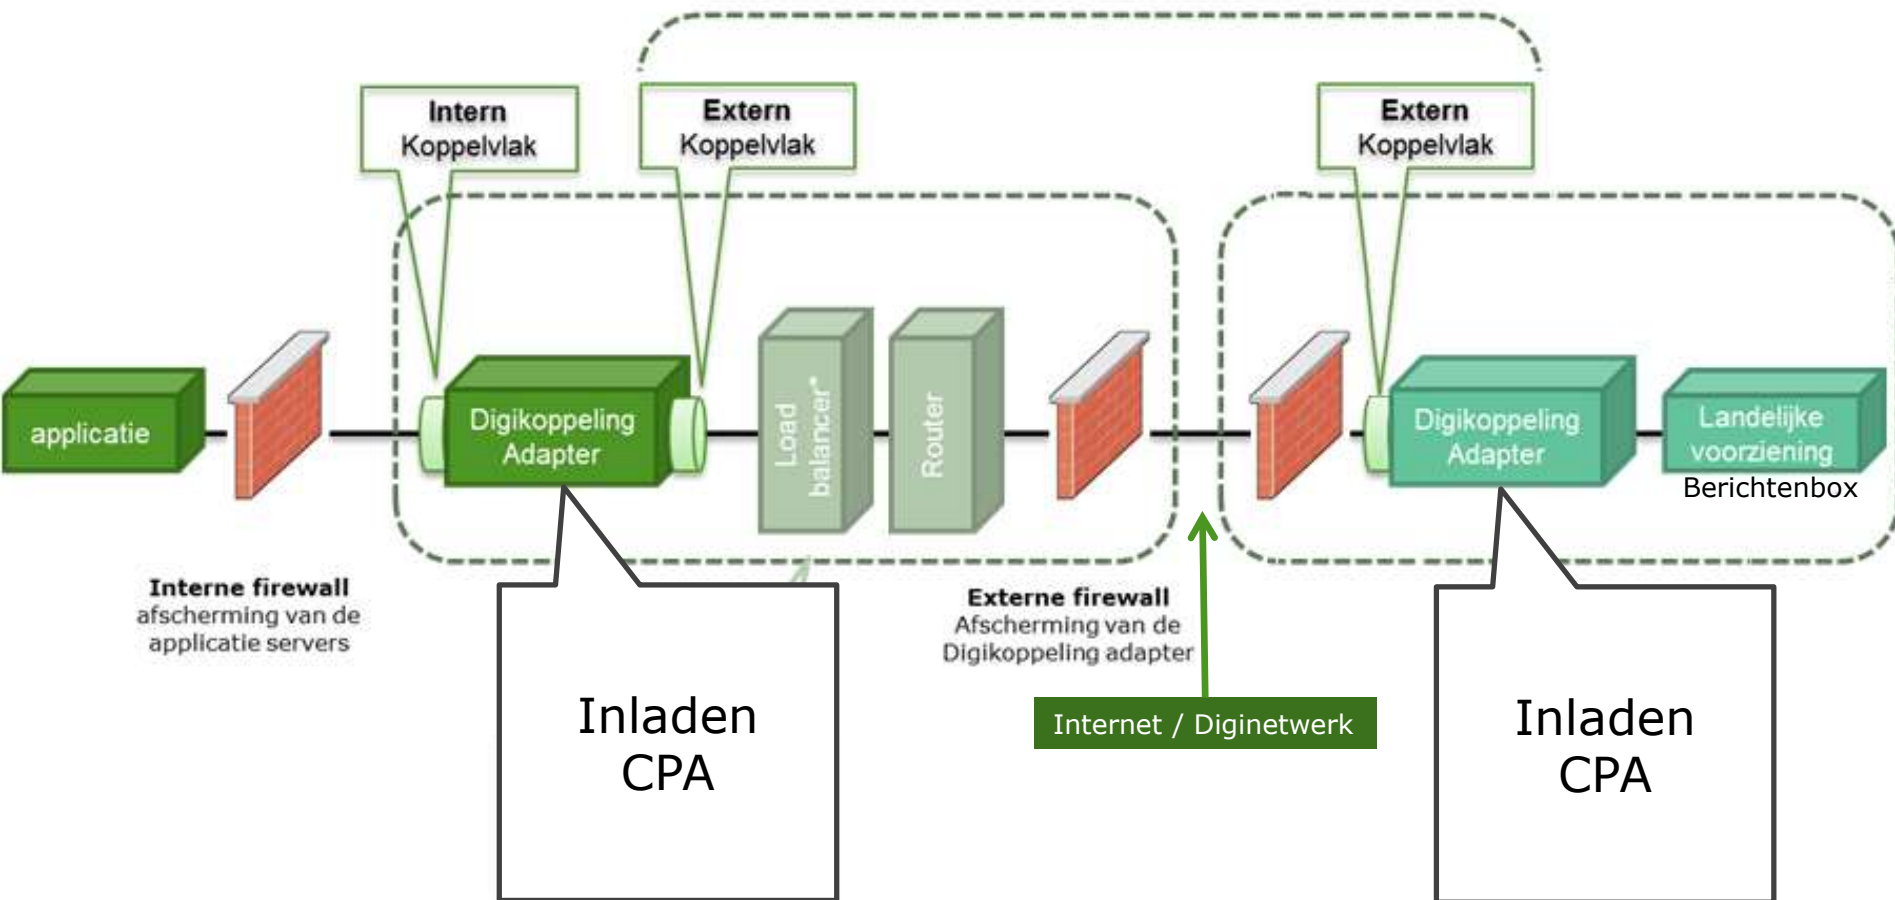 Intern
Koppelvlak
Extern
Koppelvlak
Extern
Koppelvlak
applicatie
Digikoppeling
Adapter
Load
balancer*
Router
Digikoppeling
Adapter
Landelijke
voorziening
Berichtenbox
Interne firewall
afscherming van de
applicatie servers
Externe firewall
Afscherming van de
Digikoppeling adapter
Internet / Diginetwerk
Inladen
CPA
Inladen
CPA